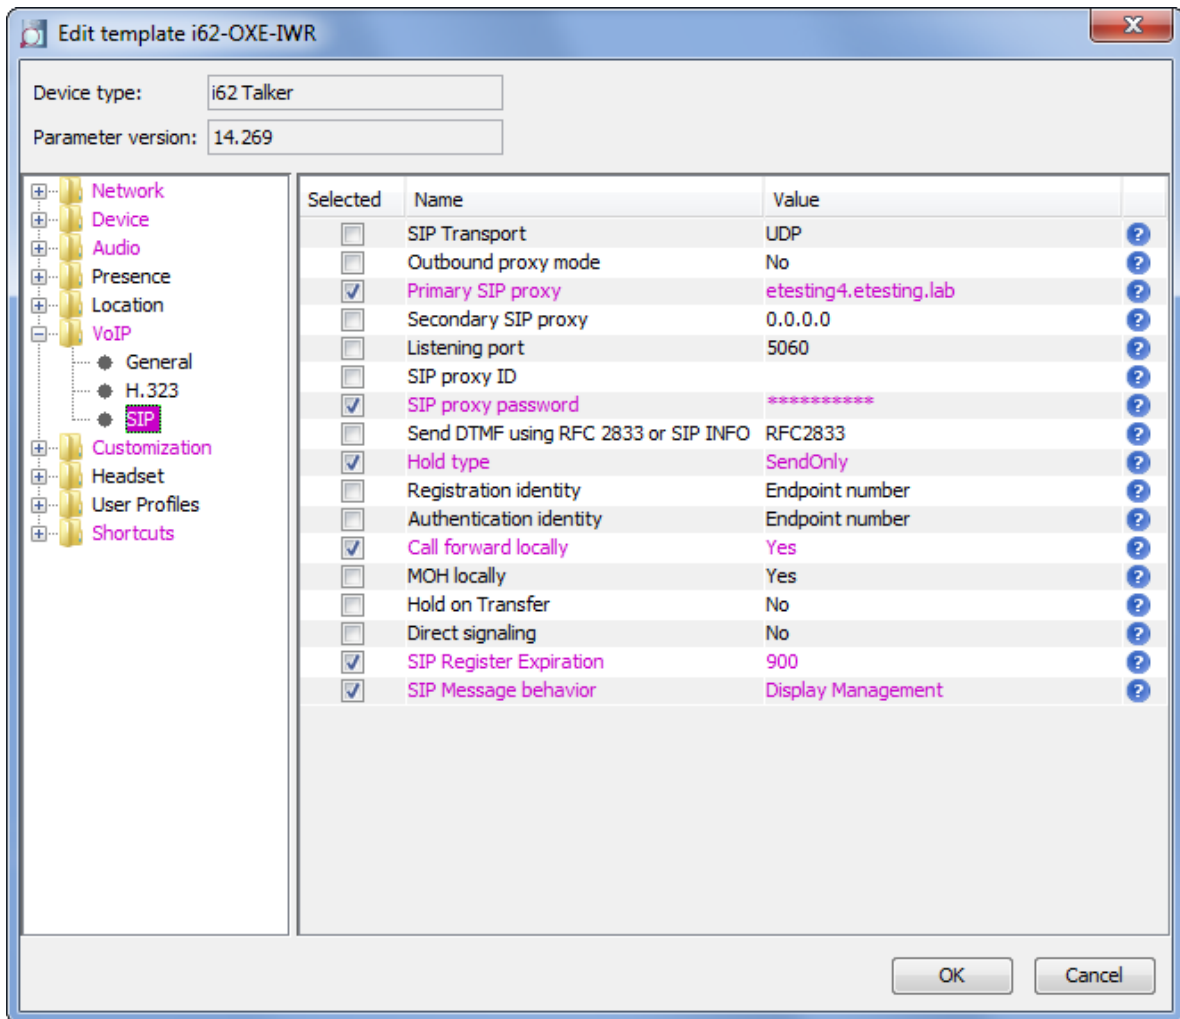 Edit template i62-OXE-IWR
x
Device type: i62 Talker
Parameter version: 14.269
Network
Device
Audio
Presence
Location
VoIP
General
H.323
SIP
Customization
Headset
User Profiles
Shortcuts
Selected Name Value
SIP Transport UDP ?
Outbound proxy mode No ?
Primary SIP proxy etesting4.etesting.lab ?
Secondary SIP proxy 0.0.0.0 ?
Listening port 5060 ?
SIP proxy ID ?
SIP proxy password ********** ?
Send DTMF using RFC 2833 or SIP INFO RFC2833 ?
Hold type SendOnly ?
Registration identity Endpoint number ?
Authentication identity Endpoint number ?
Call forward locally Yes ?
MOH locally Yes ?
Hold on Transfer No ?
Direct signaling No ?
SIP Register Expiration 900 ?
SIP Message behavior Display Management ?
OK Cancel